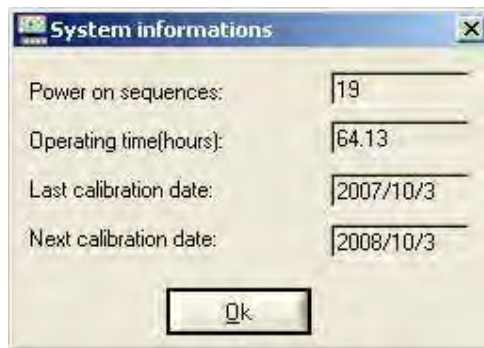 System informations
Power on sequences: 19
Operating time(hours): 64.13
Last calibration date: 2007/10/3
Next calibration date: 2008/10/3
Ok